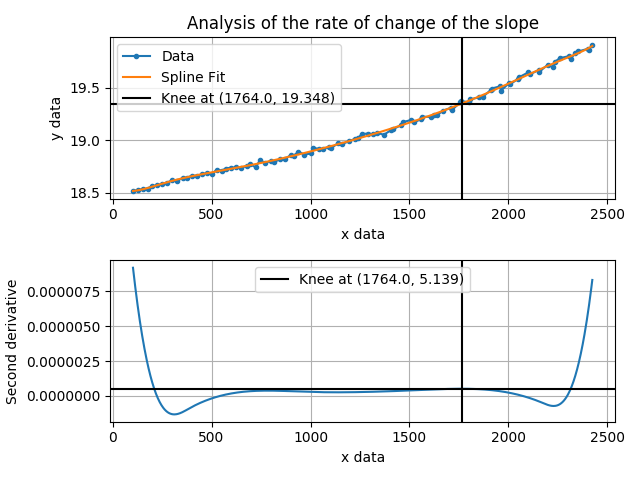 Analysis of the rate of change of the slope
Data
Spline Fit
Knee at (1764.0, 19.348)
y data
19.5
19.0
18.5
0
500
1000
1500
2000
2500
x data
Knee at (1764.0, 5.139)
Second derivative
0.0000075
0.0000050
0.0000025
0.0000000
0
500
1000
1500
2000
2500
x data